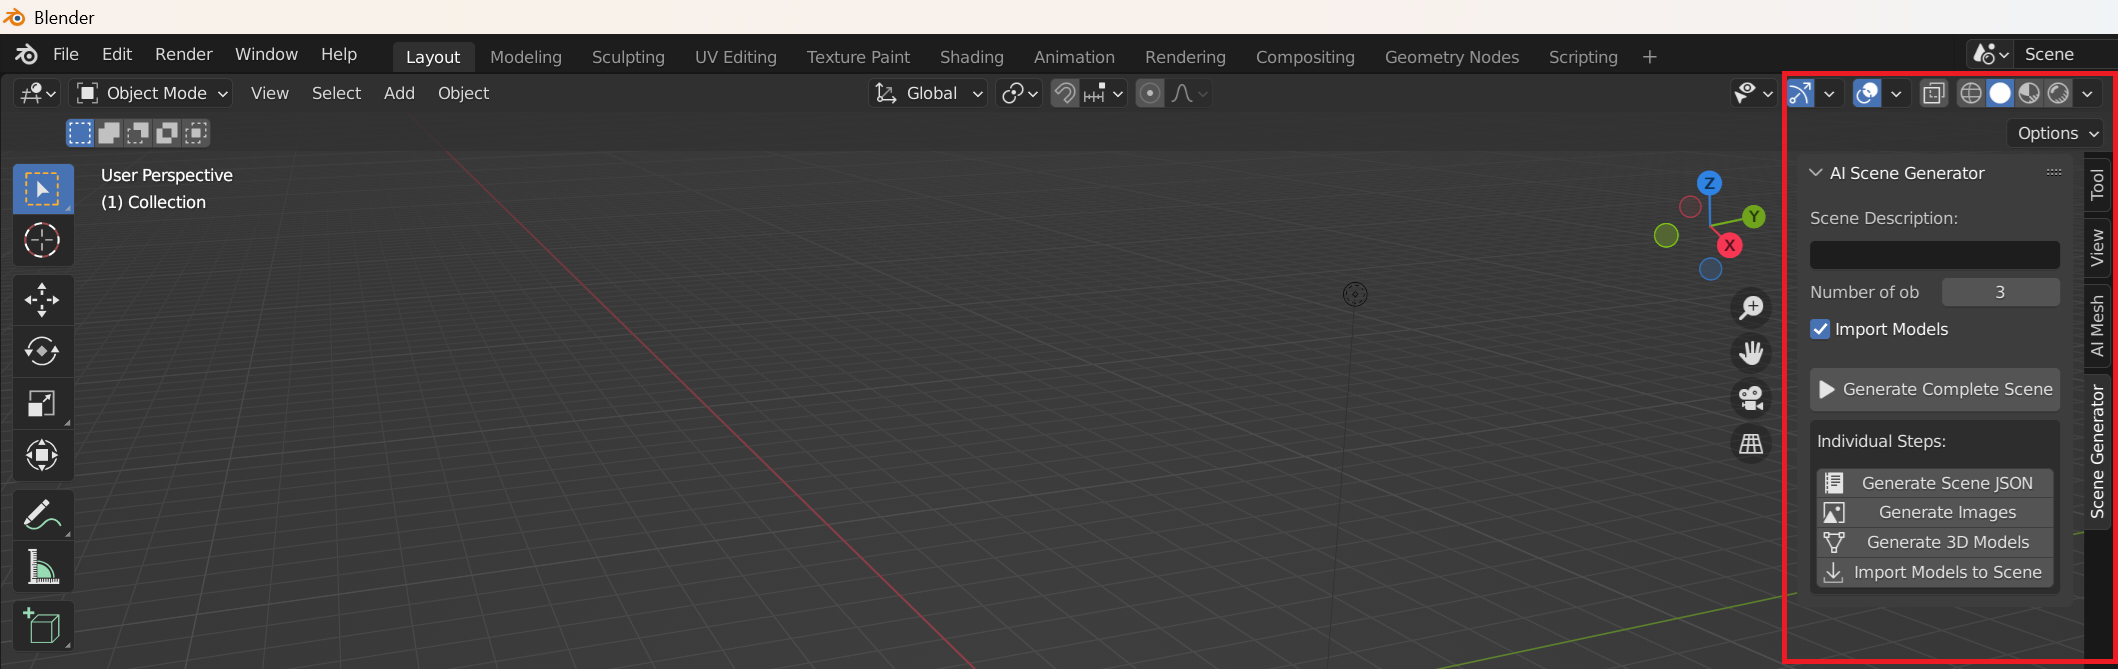 Blender
File Edit Render Window Help Layout Modeling Sculpting UV Editing Texture Paint Shading Animation Rendering Compositing Geometry Nodes Scripting + Scene
Object Mode View Select Add Object Global
Options
User Perspective
(1) Collection
Z
Y
X
AI Scene Generator
Scene Description:
Number of ob 3
Import Models
Generate Complete Scene
Individual Steps:
Generate Scene JSON
Generate Images
Generate 3D Models
Import Models to Scene
Tool
View
AI Mesh
Scene Generator